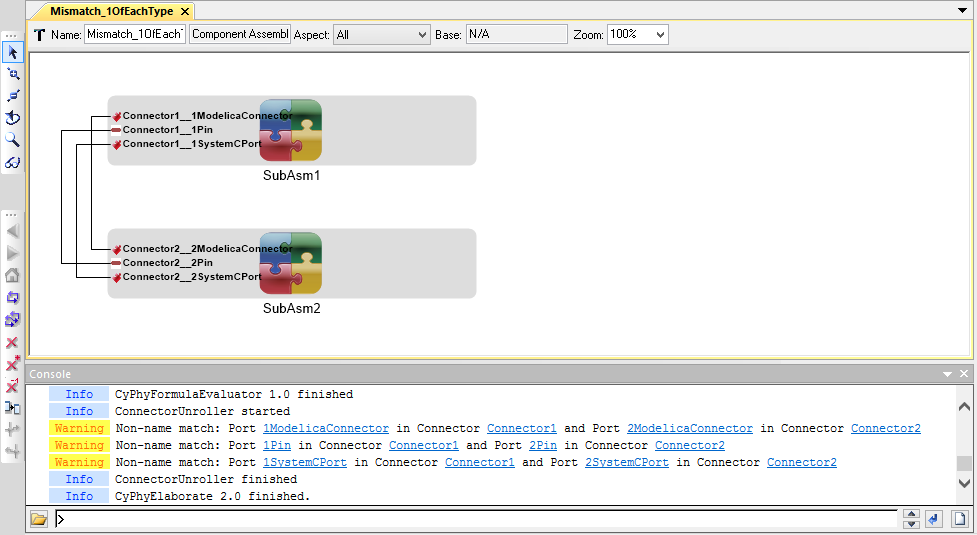 Mismatch_1OfEachType
Name: Mismatch_1OfEachT Component Assembl Aspect: All Base: N/A Zoom: 100%
Connector1__1ModelicaConnector
Connector1__1Pin
Connector1__1SystemCPort
SubAsm1
Connector2__2ModelicaConnector
Connector2__2Pin
Connector2__2SystemCPort
SubAsm2
Console
Info CyPhyFormulaEvaluator 1.0 finished
Info ConnectorUnroller started
Warning Non-name match: Port 1ModelicaConnector in Connector Connector1 and Port 2ModelicaConnector in Connector Connector2
Warning Non-name match: Port 1Pin in Connector Connector1 and Port 2Pin in Connector Connector2
Warning Non-name match: Port 1SystemCPort in Connector Connector1 and Port 2SystemCPort in Connector Connector2
Info ConnectorUnroller finished
Info CyPhyElaborate 2.0 finished.
>